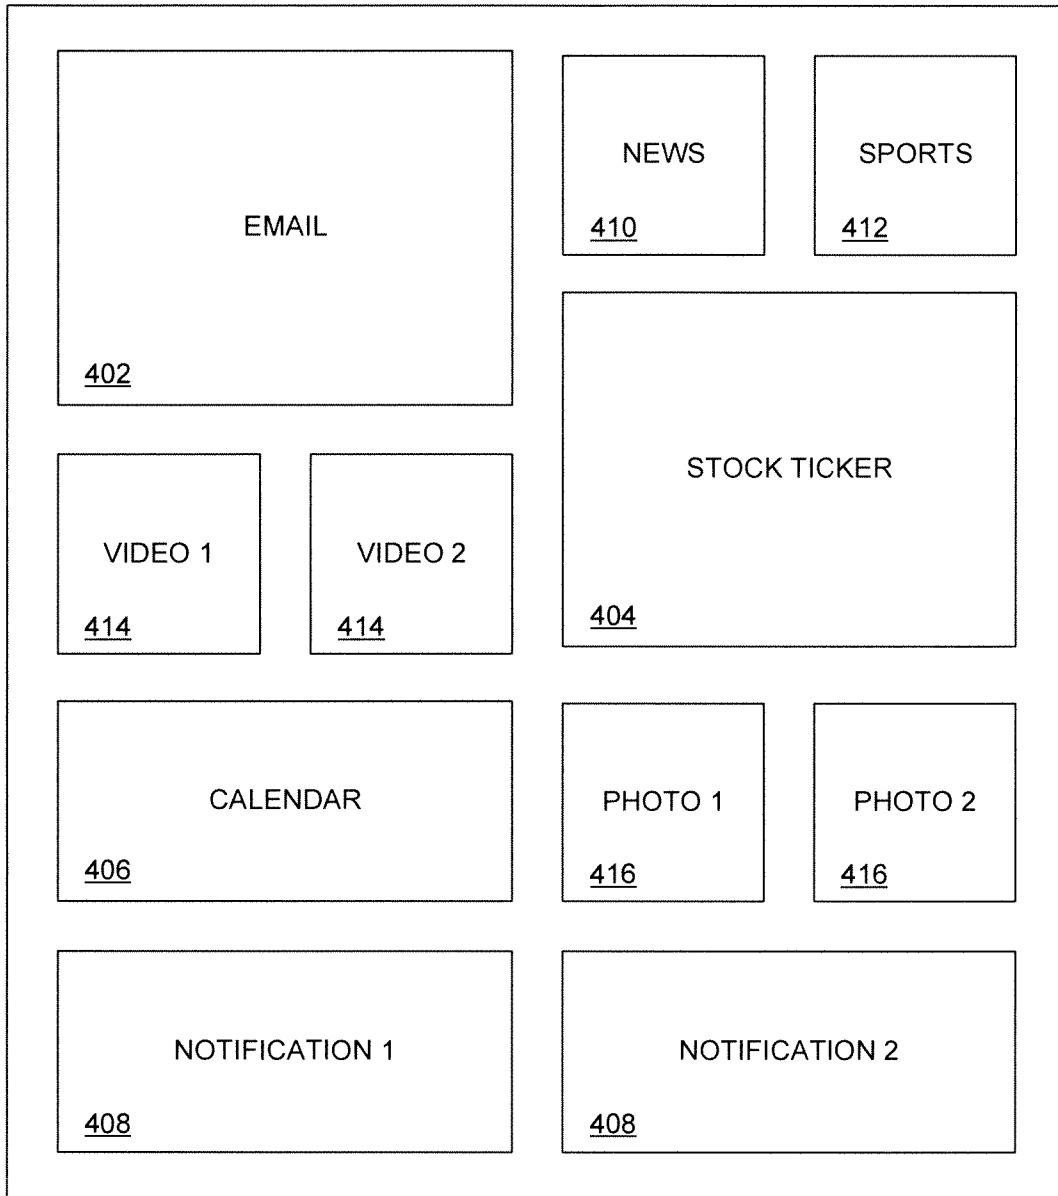 EMAIL
402
NEWS
410
SPORTS
412
STOCK TICKER
404
VIDEO 1
414
VIDEO 2
414
CALENDAR
406
PHOTO 1
416
PHOTO 2
416
NOTIFICATION 1
408
NOTIFICATION 2
408